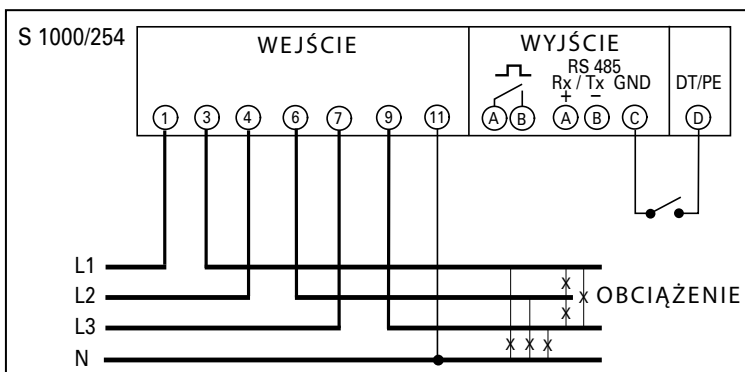 S 1000/254
WEJŚCIE
WYJŚCIE
RS 485
Rx / Tx GND
+ −
DT/PE
1 3 4 6 7 9 11 A B A B C D
L1
L2
L3
N
OBCIĄŻENIE
x
x x
x
x x x